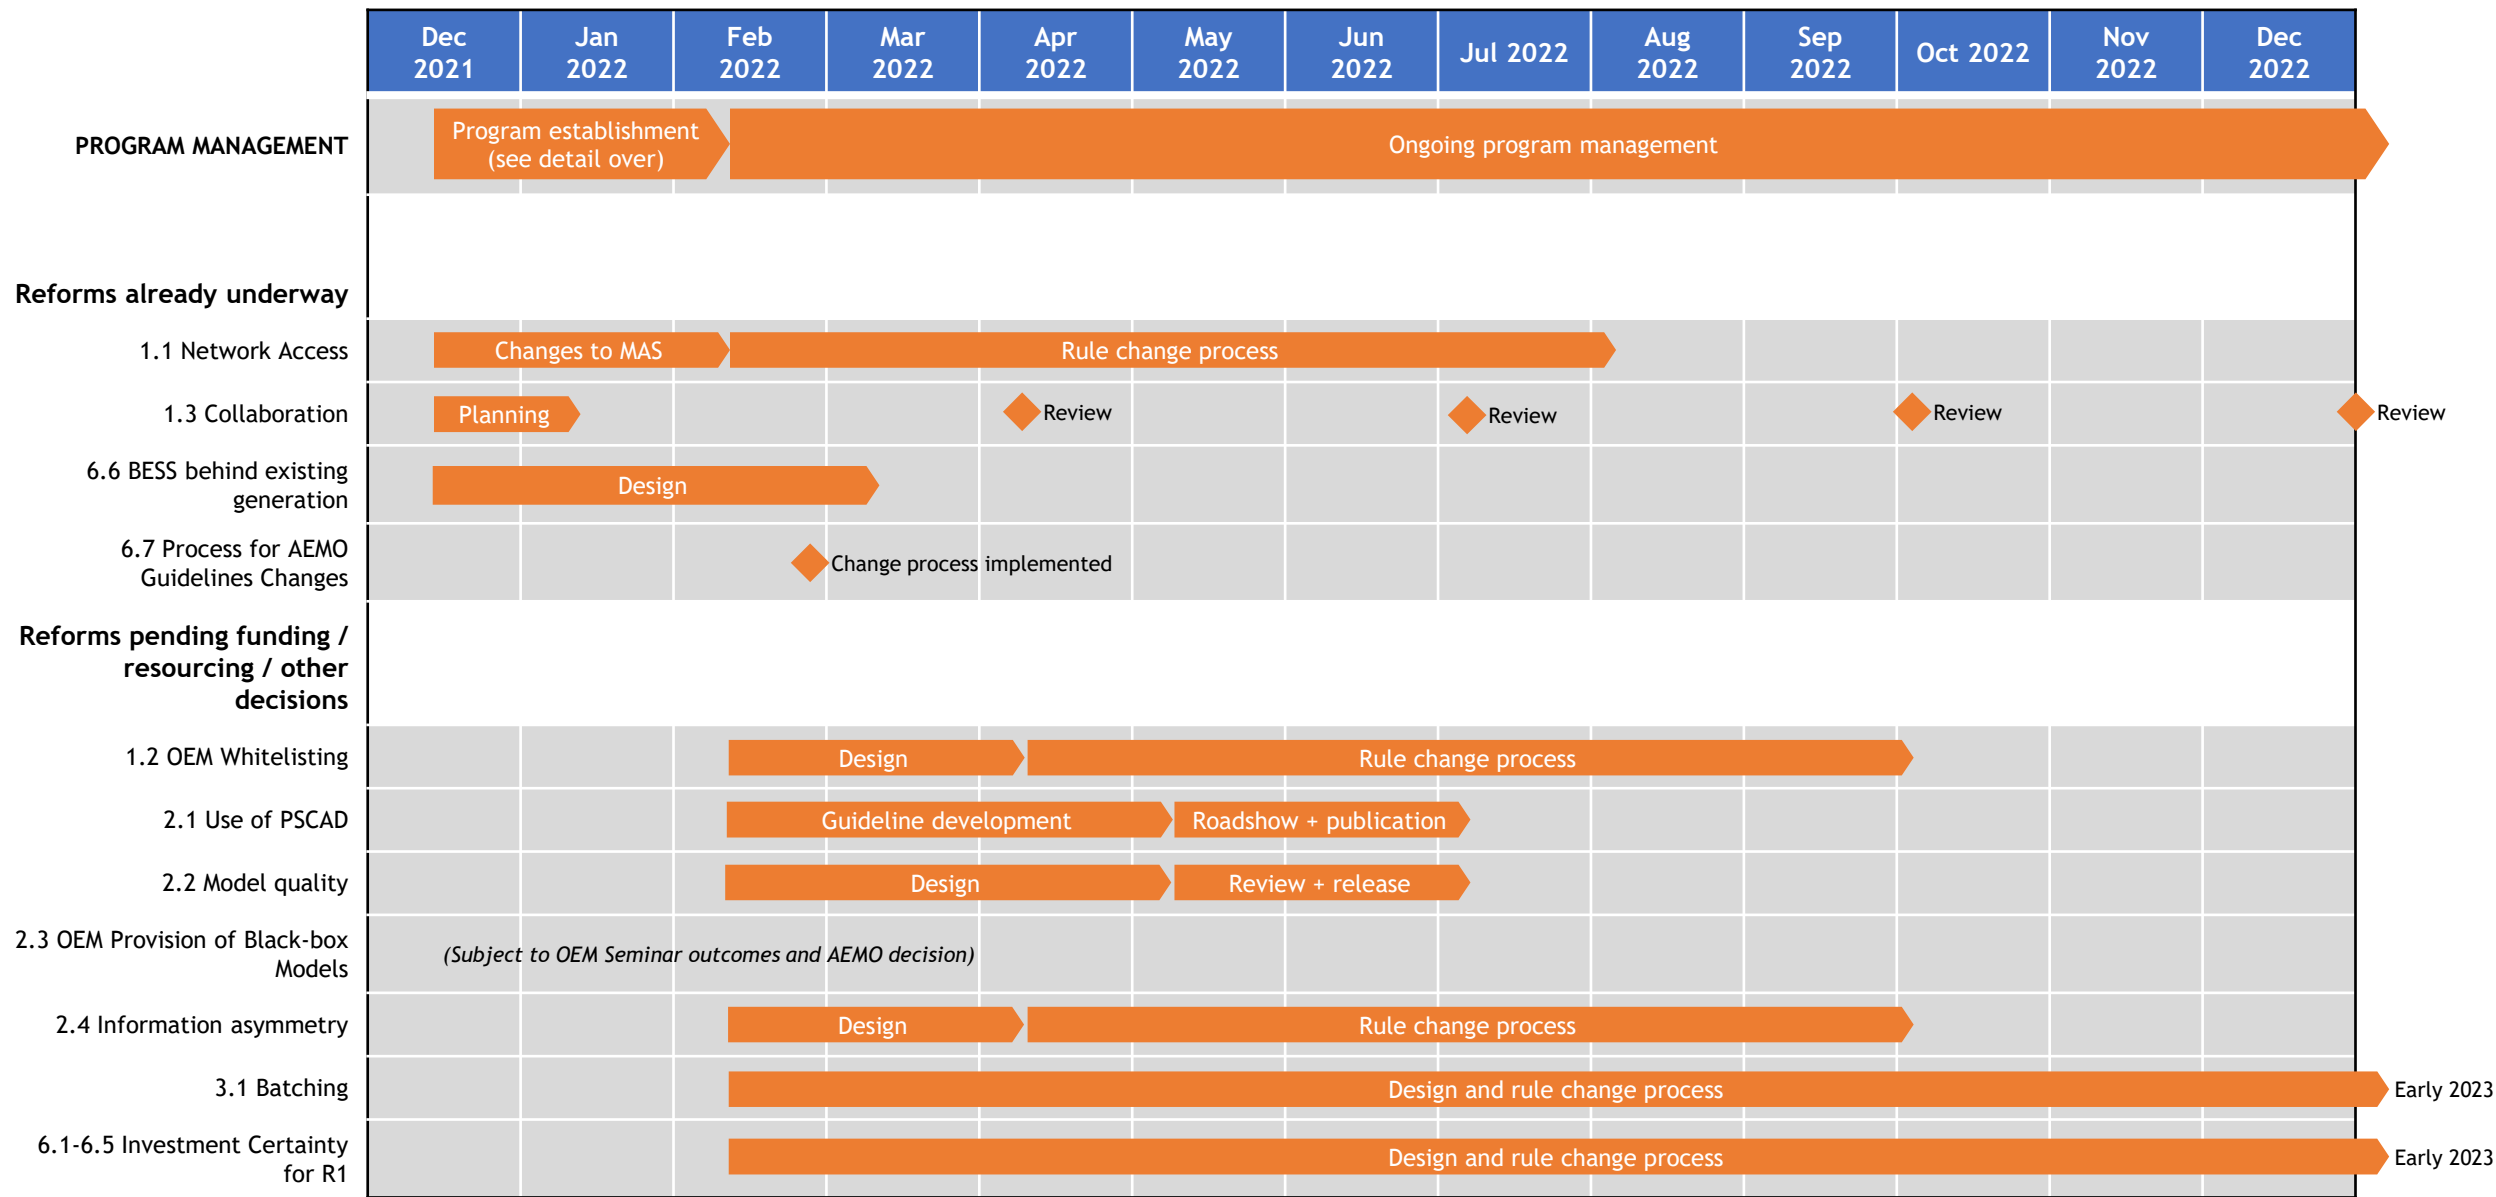 Dec
2021
Jan
2022
Feb
2022
Mar
2022
Apr
2022
May
2022
Jun
2022
Jul 2022
Aug
2022
Sep
2022
Oct 2022
Nov
2022
Dec
2022
PROGRAM MANAGEMENT
Program establishment
(see detail over)
Ongoing program management
Reforms already underway
1.1 Network Access
Changes to MAS
Rule change process
1.3 Collaboration
Planning
Review
Review
Review
Review
6.6 BESS behind existing
generation
Design
6.7 Process for AEMO
Guidelines Changes
Change process implemented
Reforms pending funding /
resourcing / other
decisions
1.2 OEM Whitelisting
Design
Rule change process
2.1 Use of PSCAD
Guideline development
Roadshow + publication
2.2 Model quality
Design
Review + release
2.3 OEM Provision of Black-box
Models
(Subject to OEM Seminar outcomes and AEMO decision)
2.4 Information asymmetry
Design
Rule change process
3.1 Batching
Design and rule change process
Early 2023
6.1-6.5 Investment Certainty
for R1
Design and rule change process
Early 2023